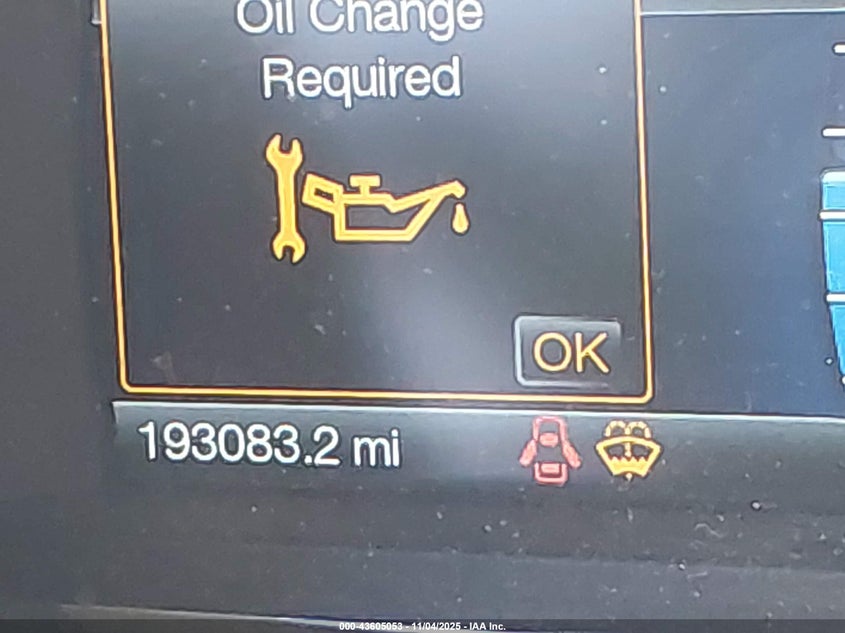 Oil Change
Required
OK
193083.2 mi
000-43605053 - 11/04/2025 - IAA Inc.